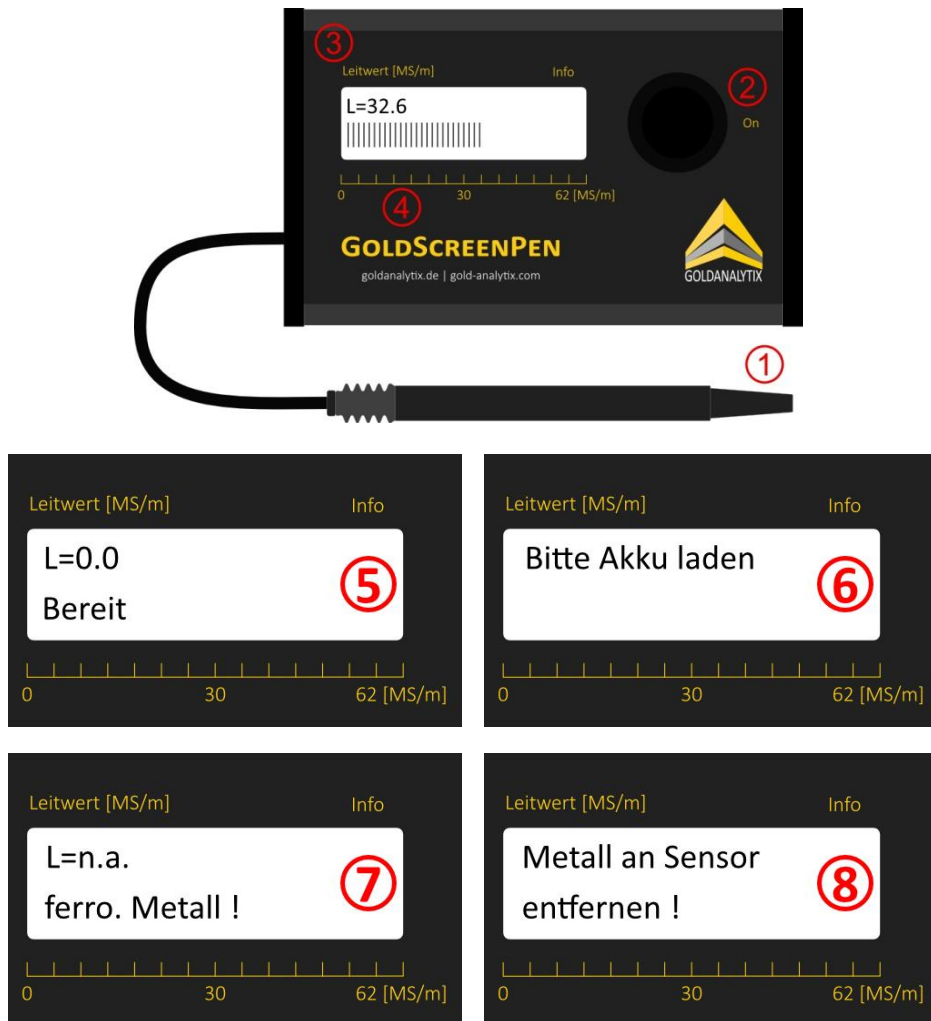 ③
Leitwert [MS/m] Info
②
L=32.6
On
0 30 62 [MS/m]
④
GOLDSCREENPEN
goldanalytix.de | gold-analytix.com
GOLDANALYTIX
①
Leitwert [MS/m] Info
L=0.0
Bereit
⑤
0 30 62 [MS/m]
Leitwert [MS/m] Info
Bitte Akku laden
⑥
0 30 62 [MS/m]
Leitwert [MS/m] Info
L=n.a.
ferro. Metall !
⑦
0 30 62 [MS/m]
Leitwert [MS/m] Info
Metall an Sensor
entfernen !
⑧
0 30 62 [MS/m]